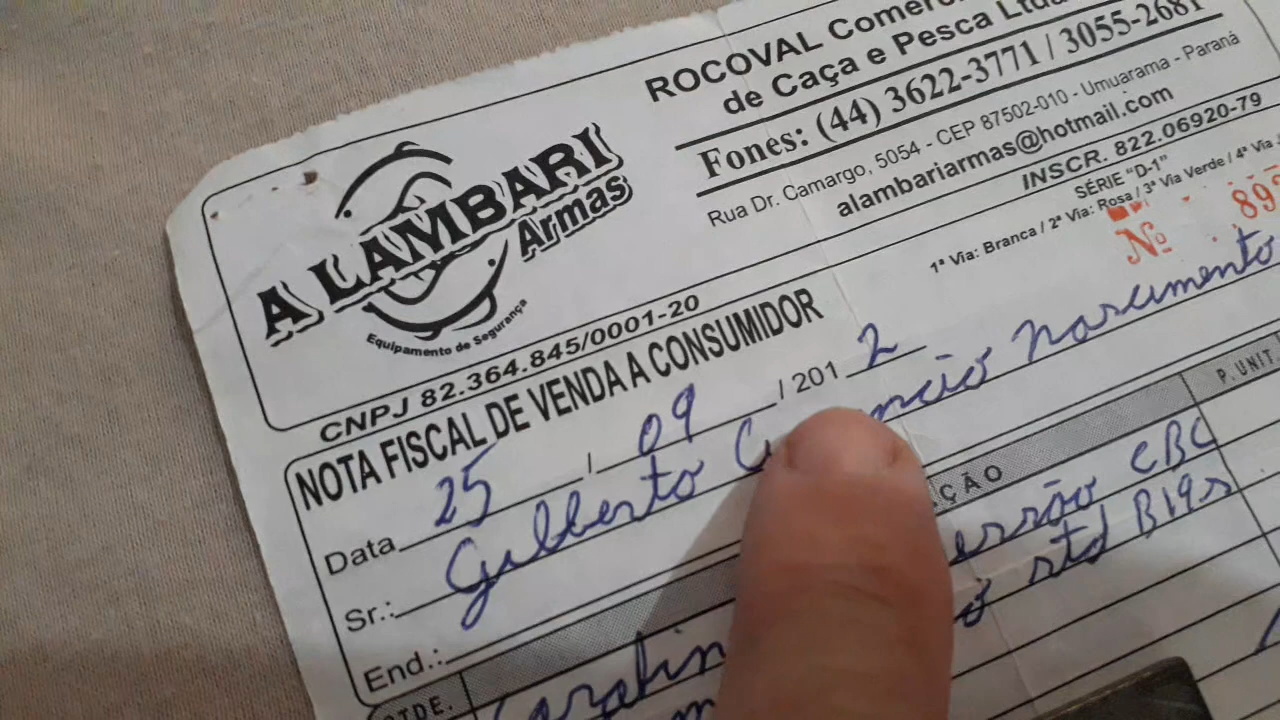 ROCOVAL Comerc
de Caça e Pesca Ltda
Fones: (44) 3622-3771 / 3055-2681
Rua Dr. Camargo, 5054 - CEP 87502-010 - Umuarama - Paraná
alambariarmas@hotmail.com
INSCR. 822.06920-79
SÉRIE "D-1"
1ª Via: Branca / 2ª Via: Rosa / 3ª Via Verde / 4ª Via
Nº 89
A LAMBARI
Armas
Equipamento de Segurança
CNPJ 82.364.845/0001-20
NOTA FISCAL DE VENDA A CONSUMIDOR
Data 25 / 09 / 2012
Sr.: Gilberto nascimento
End.:
QTDE. ÇÃO P. UNIT
CBC
std B19